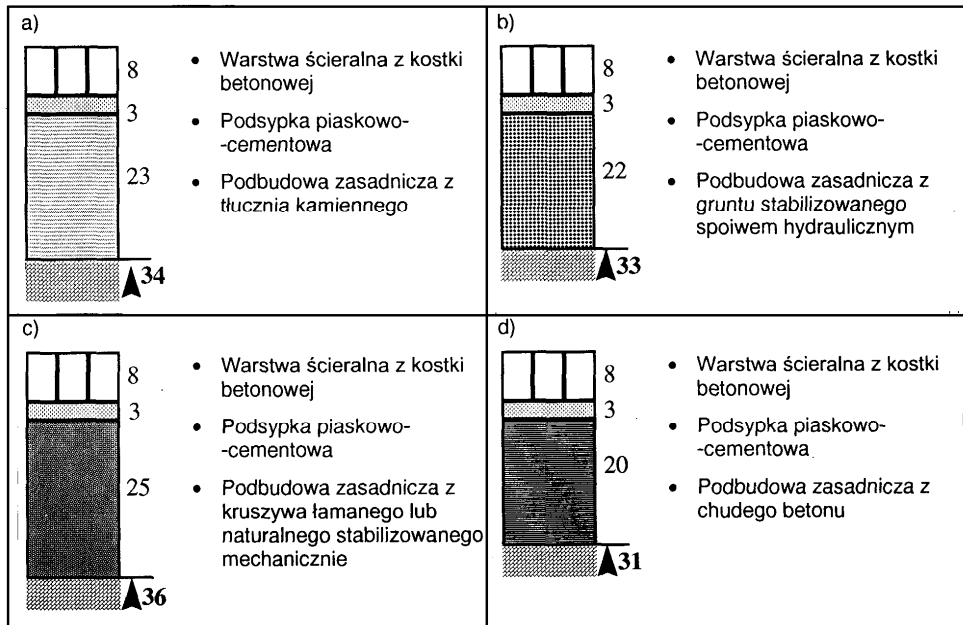 a)
8
3
23
34
• Warstwa ścieralna z kostki
betonowej
• Podsypka piaskowo-
-cementowa
• Podbudowa zasadnicza z
tłucznia kamiennego
b)
8
3
22
33
• Warstwa ścieralna z kostki
betonowej
• Podsypka piaskowo-
-cementowa
• Podbudowa zasadnicza z
gruntu stabilizowanego
spoiwem hydraulicznym
c)
8
3
25
36
• Warstwa ścieralna z kostki
betonowej
• Podsypka piaskowo-
-cementowa
• Podbudowa zasadnicza z
kruszywa łamanego lub
naturalnego stabilizowanego
mechanicznie
d)
8
3
20
31
• Warstwa ścieralna z kostki
betonowej
• Podsypka piaskowo-
-cementowa
• Podbudowa zasadnicza z
chudego betonu